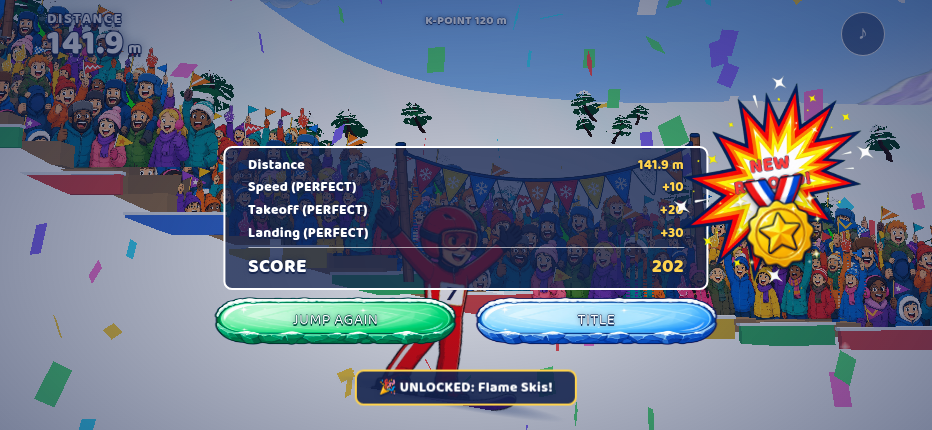 DISTANCE
141.9 m
K-POINT 120 m
♪
NEW
Distance 141.9 m
Speed (PERFECT) +10
Takeoff (PERFECT) +20
Landing (PERFECT) +30
SCORE 202
JUMP AGAIN
TITLE
7
🎉 UNLOCKED: Flame Skis!